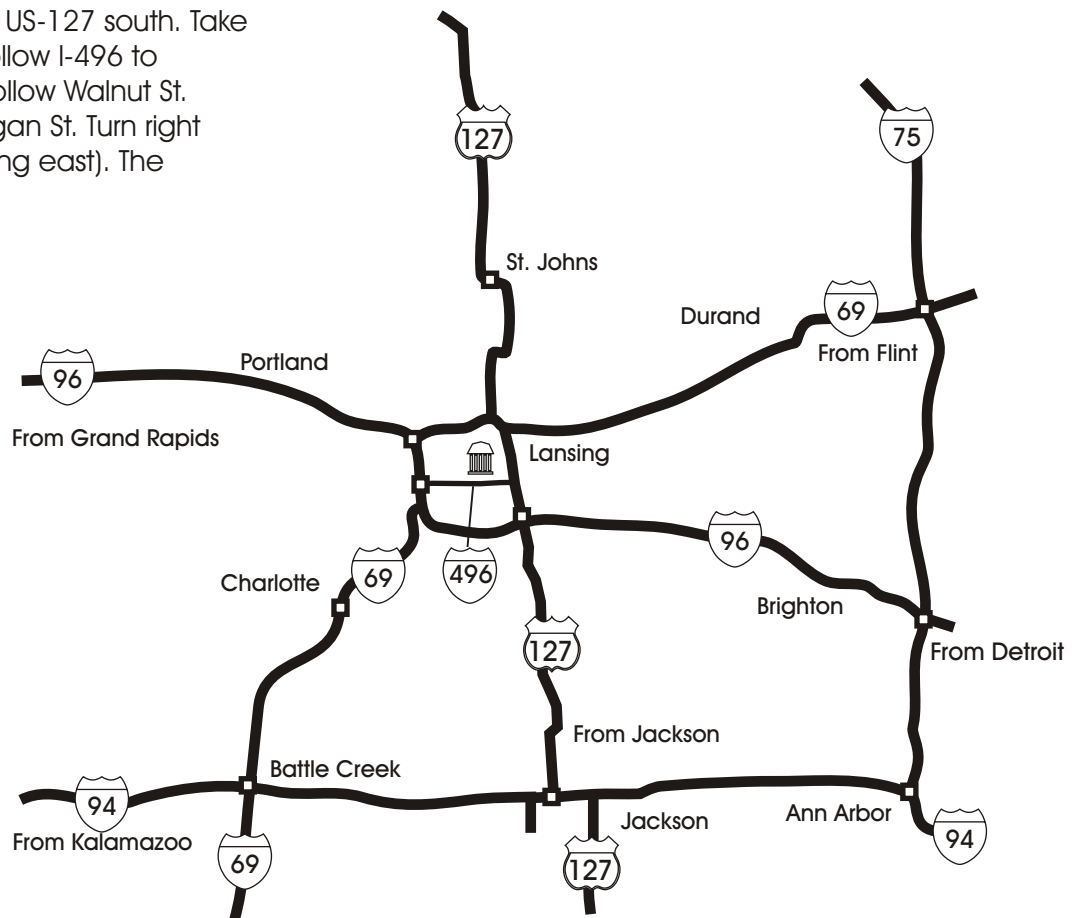 US-127 south. Take
llow I-496 to
ollow Walnut St.
gan St. Turn right
ng east). The
127
75
St. Johns
Durand
69
From Flint
Portland
96
From Grand Rapids
Lansing
96
69
496
Charlotte
Brighton
127
From Detroit
From Jackson
Battle Creek
94
From Kalamazoo
Ann Arbor
Jackson
94
69
127